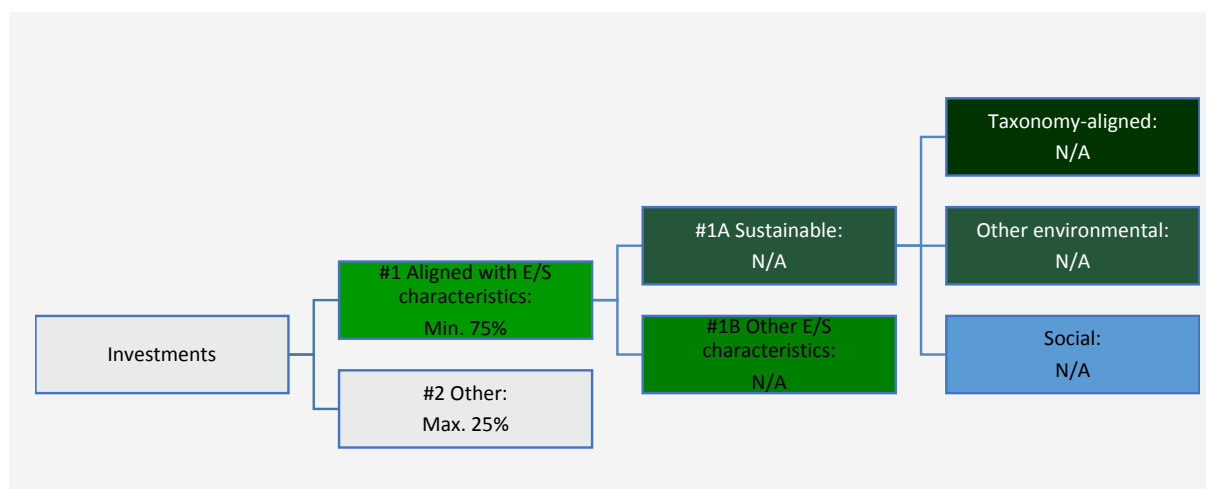 Investments
#1 Aligned with E/S
characteristics:
Min. 75%
#2 Other:
Max. 25%
#1A Sustainable:
N/A
#1B Other E/S
characteristics:
N/A
Taxonomy-aligned:
N/A
Other environmental:
N/A
Social:
N/A